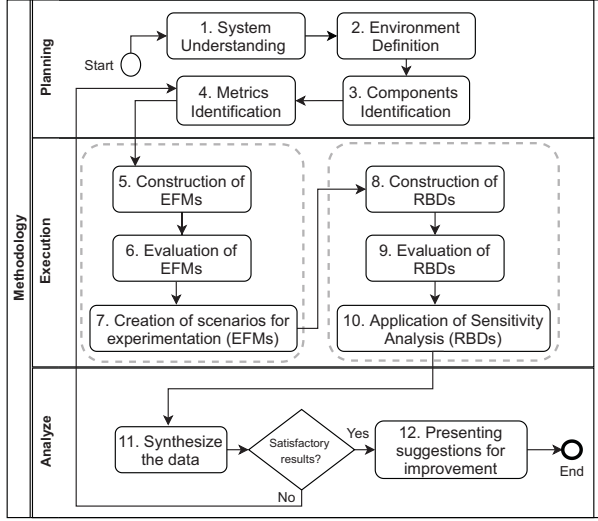 Methodology
Planning
Start
1. System
Understanding
2. Environment
Definition
3. Components
Identification
4. Metrics
Identification
Execution
5. Construction of
EFMs
6. Evaluation of
EFMs
7. Creation of scenarios for
experimentation (EFMs)
8. Construction of
RBDs
9. Evaluation of
RBDs
10. Application of Sensitivity
Analysis (RBDs)
Analyze
11. Synthesize
the data
Satisfactory
results?
Yes
No
12. Presenting
suggestions for
improvement
End